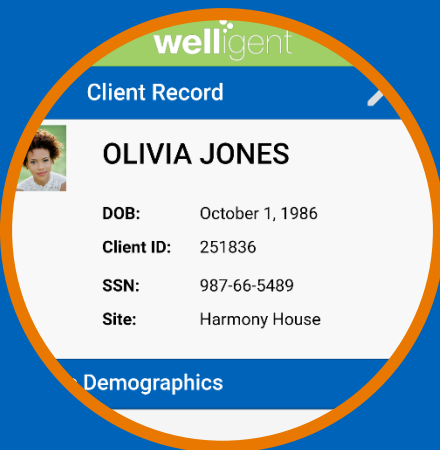 welligent
Client Record
OLIVIA JONES
DOB: October 1, 1986
Client ID: 251836
SSN: 987-66-5489
Site: Harmony House
Demographics